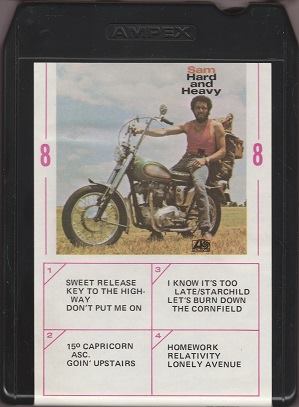 AMPEX
Sam
Hard
and
Heavy
8
8
1
SWEET RELEASE
KEY TO THE HIGH-
WAY
DON'T PUT ME ON
3
I KNOW IT'S TOO
LATE/STARCHILD
LET'S BURN DOWN
THE CORNFIELD
2
15º CAPRICORN
ASC.
GOIN' UPSTAIRS
4
HOMEWORK
RELATIVITY
LONELY AVENUE